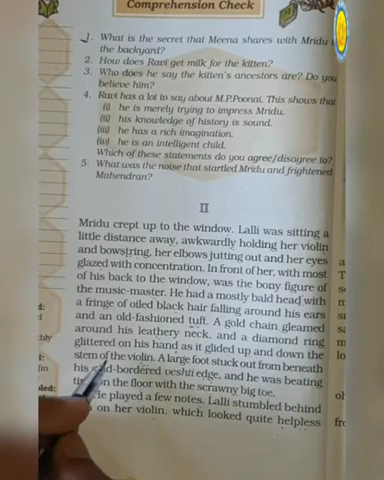 Comprehension Check
1. What is the secret that Meena shares with Mridu
the backyard?
2. How does Ravi get milk for the kitten?
3. Who does he say the kitten's ancestors are? Do you
believe him?
4. Ravi has a lot to say about M.P.Poonai. This shows that
(i) he is merely trying to impress Mridu.
(ii) his knowledge of history is sound.
(iii) he has a rich imagination.
(iv) he is an intelligent child.
Which of these statements do you agree/disagree to?
5. What was the noise that startled Mridu and frightened
Mahendran?
II
Mridu crept up to the window. Lalli was sitting a
little distance away, awkwardly holding her violin
and bowstring, her elbows jutting out and her eyes
glazed with concentration. In front of her, with most
of his back to the window, was the bony figure of
the music-master. He had a mostly bald head with
a fringe of oiled black hair falling around his ears
and an old-fashioned tuft. A gold chain gleamed
around his leathery neck, and a diamond ring
glittered on his hand as it glided up and down the
stem of the violin. A large foot stuck out from beneath
his -bordered veshti edge, and he was beating
on the floor with the scrawny big toe.
He played a few notes. Lalli stumbled behind
on her violin, which looked quite helpless